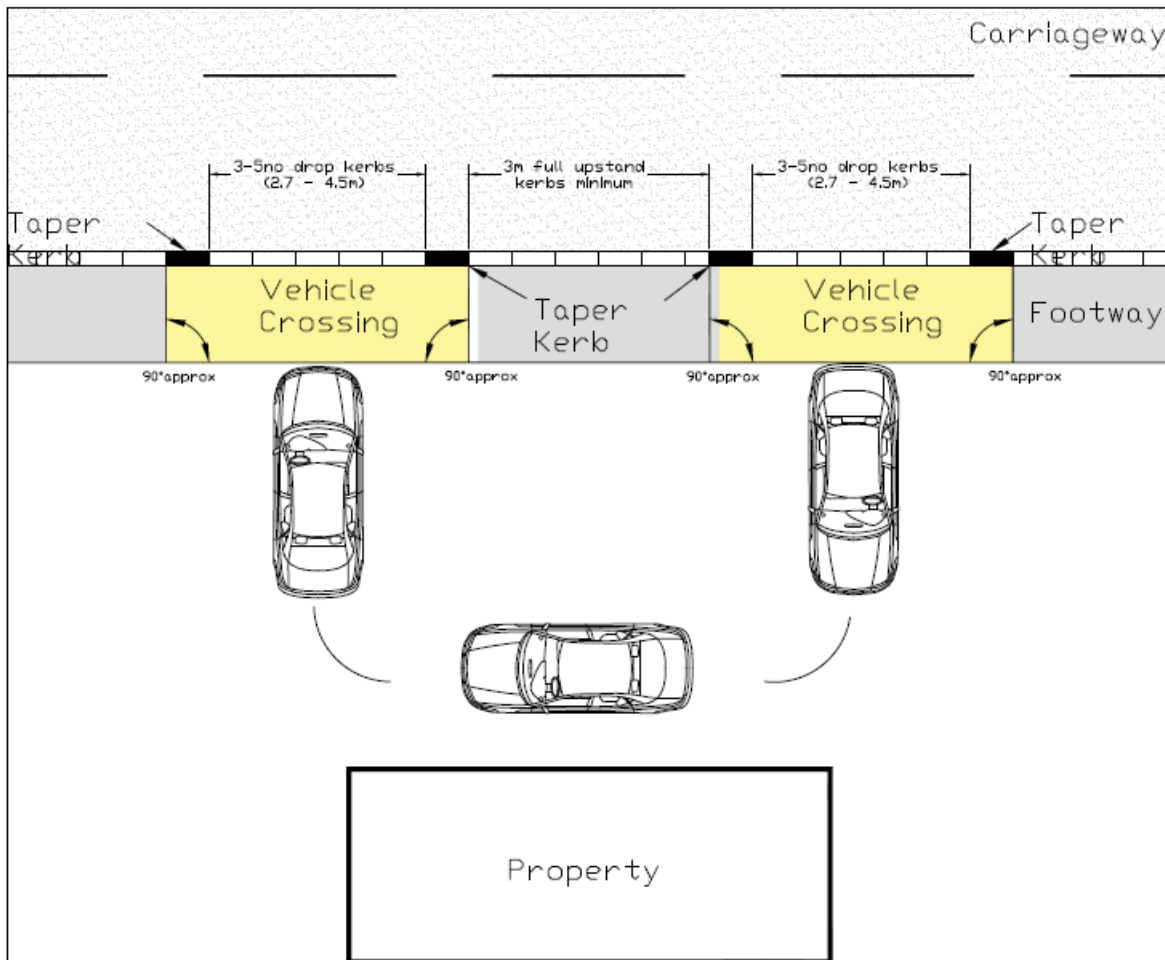 Carriageway
3-5no drop kerbs
(2.7 - 4.5m)
3m full upstand
kerbs minimum
3-5no drop kerbs
(2.7 - 4.5m)
Taper
Kerb
Taper
Kerb
Vehicle
Crossing
Taper
Kerb
Vehicle
Crossing
Footway
90°approx
90°approx
90°approx
90°approx
Property